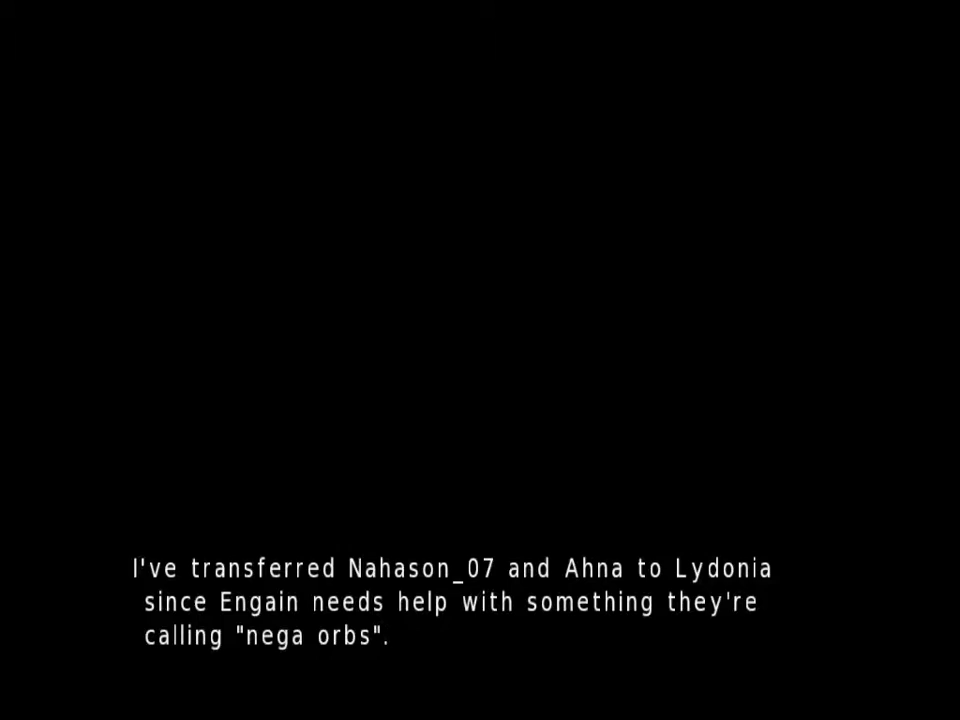 I've transferred Nahason_07 and Ahna to Lydonia
since Engain needs help with something they're
calling "nega orbs".